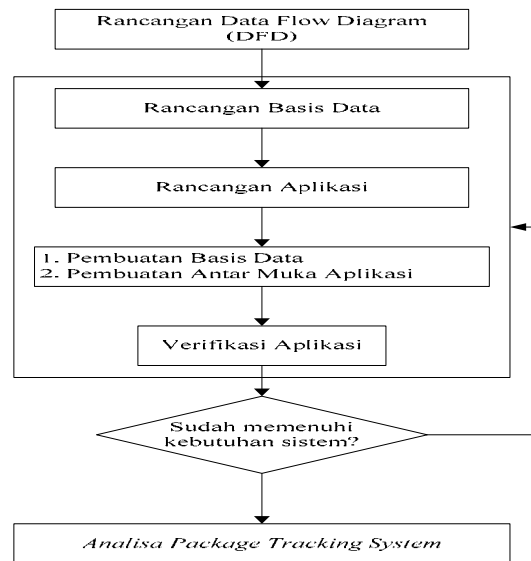 Rancangan Data Flow Diagram
(DFD)
Rancangan Basis Data
Rancangan Aplikasi
1. Pembuatan Basis Data
2. Pembuatan Antar Muka Aplikasi
Verifikasi Aplikasi
Sudah memenuhi
kebutuhan sistem?
Analisa Package Tracking System